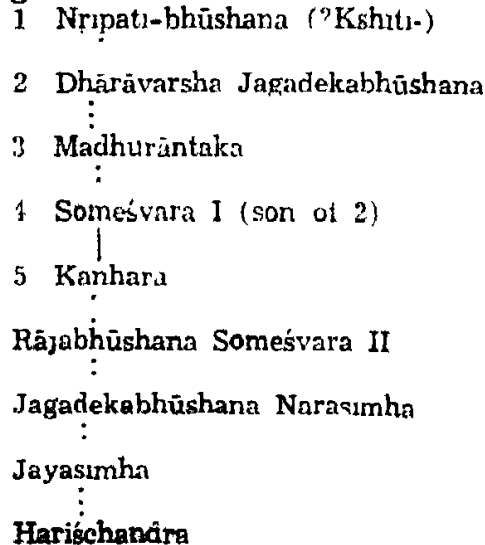 1 Nṛipati-bhūshana (?Kshiti-)
2 Dhārāvarsha Jagadekabhūshana
3 Madhurāntaka
4 Someśvara I (son of 2)
5 Kanhara
Rājabhūshana Someśvara II
Jagadekabhūshana Narasimha
Jayasimha
Hariśchandra